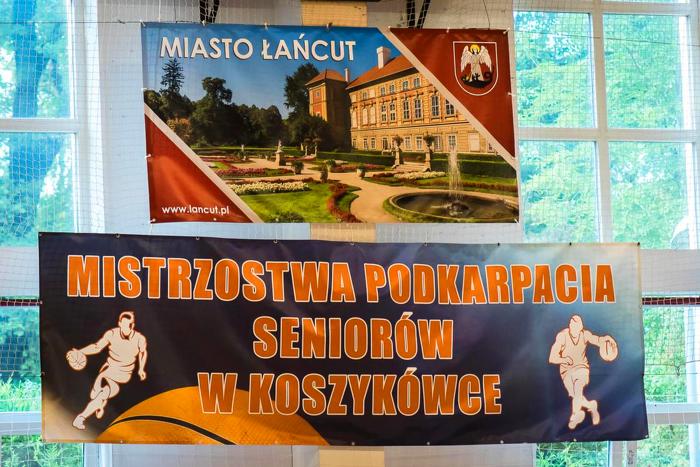 MIASTO ŁAŃCUT
www.lancut.pl
MISTRZOSTWA PODKARPACIA
SENIORÓW
W KOSZYKÓWCE